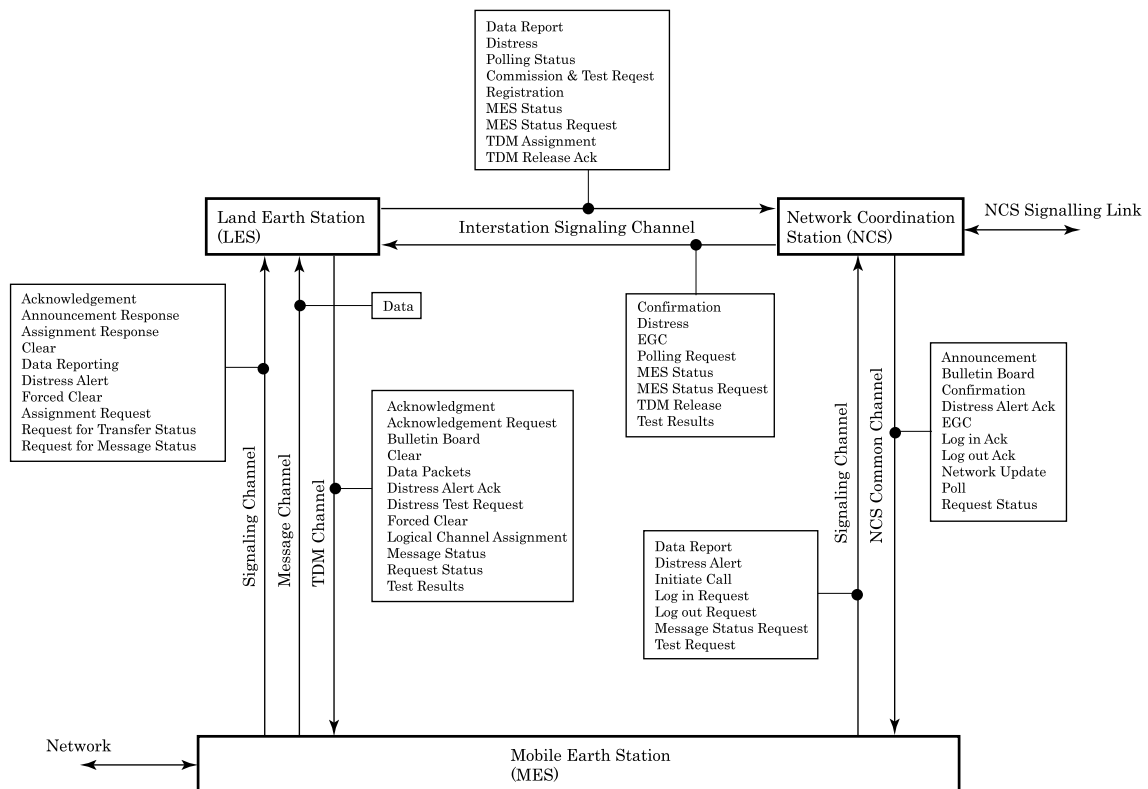 Data Report
Distress
Polling Status
Commission & Test Reqest
Registration
MES Status
MES Status Request
TDM Assignment
TDM Release Ack
Land Earth Station
(LES)
Interstation Signaling Channel
Network Coordination
Station (NCS)
NCS Signalling Link
Acknowledgement
Announcement Response
Assignment Response
Clear
Data Reporting
Distress Alert
Forced Clear
Assignment Request
Request for Transfer Status
Request for Message Status
Data
Confirmation
Distress
EGC
Polling Request
MES Status
MES Status Request
TDM Release
Test Results
Announcement
Bulletin Board
Confirmation
Distress Alert Ack
EGC
Log in Ack
Log out Ack
Network Update
Poll
Request Status
Acknowledgment
Acknowledgement Request
Bulletin Board
Clear
Data Packets
Distress Alert Ack
Distress Test Request
Forced Clear
Logical Channel Assignment
Message Status
Request Status
Test Results
Signaling Channel
Message Channel
TDM Channel
Signaling Channel
NCS Common Channel
Data Report
Distress Alert
Initiate Call
Log in Request
Log out Request
Message Status Request
Test Request
Network
Mobile Earth Station
(MES)